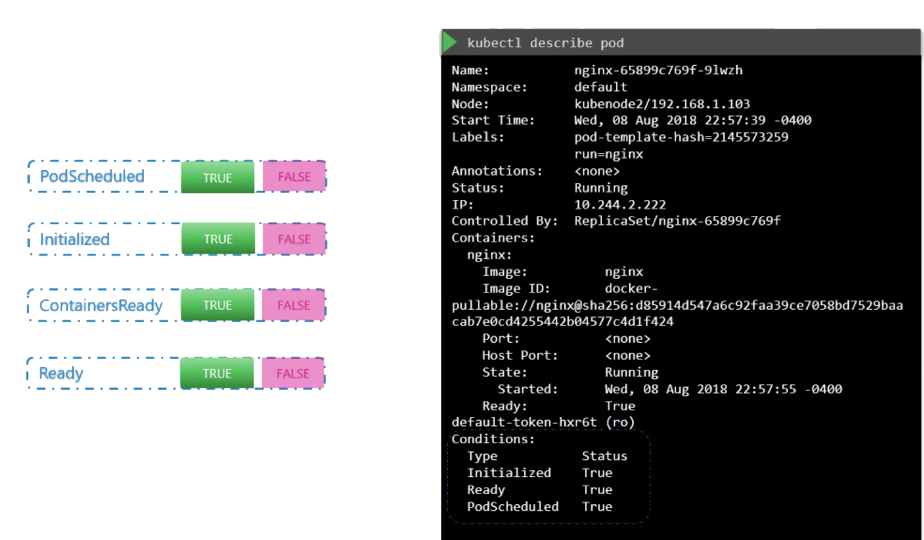 PodScheduled TRUE FALSE
Initialized TRUE FALSE
ContainersReady TRUE FALSE
Ready TRUE FALSE
kubectl describe pod
Name: nginx-65899c769f-9lwzh
Namespace: default
Node: kubenode2/192.168.1.103
Start Time: Wed, 08 Aug 2018 22:57:39 -0400
Labels: pod-template-hash=2145573259
run=nginx
Annotations: <none>
Status: Running
IP: 10.244.2.222
Controlled By: ReplicaSet/nginx-65899c769f
Containers:
nginx:
Image: nginx
Image ID: docker-
pullable://nginx@sha256:d85914d547a6c92faa39ce7058bd7529baa
cab7e0cd4255442b04577c4d1f424
Port: <none>
Host Port: <none>
State: Running
Started: Wed, 08 Aug 2018 22:57:55 -0400
Ready: True
default-token-hxr6t (ro)
Conditions:
Type Status
Initialized True
Ready True
PodScheduled True